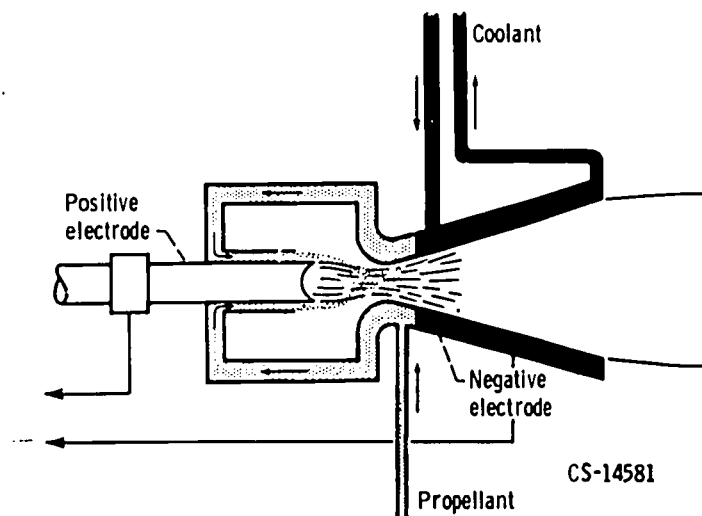 Coolant
Positive
electrode
Negative
electrode
CS-14581
Propellant